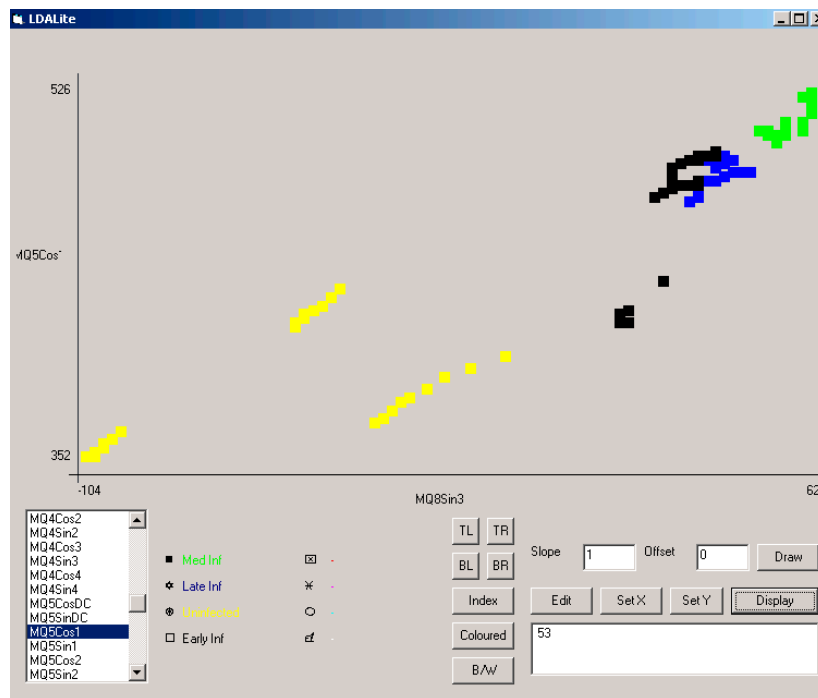 LDALite
526
MQ5Cos
352
-104
MQ8Sin3
62
MQ4Cos2
MQ4Sin2
MQ4Cos3
MQ4Sin3
MQ4Cos4
MQ4Sin4
MQ5CosDC
MQ5SinDC
MQ5Cos1
MQ5Sin1
MQ5Cos2
MQ5Sin2
Med Inf
Late Inf
Uninfected
Early Inf
-
-
-
-
TL TR
BL BR
Index
Coloured
B/W
Slope 1 Offset 0 Draw
Edit Set X Set Y Display
53